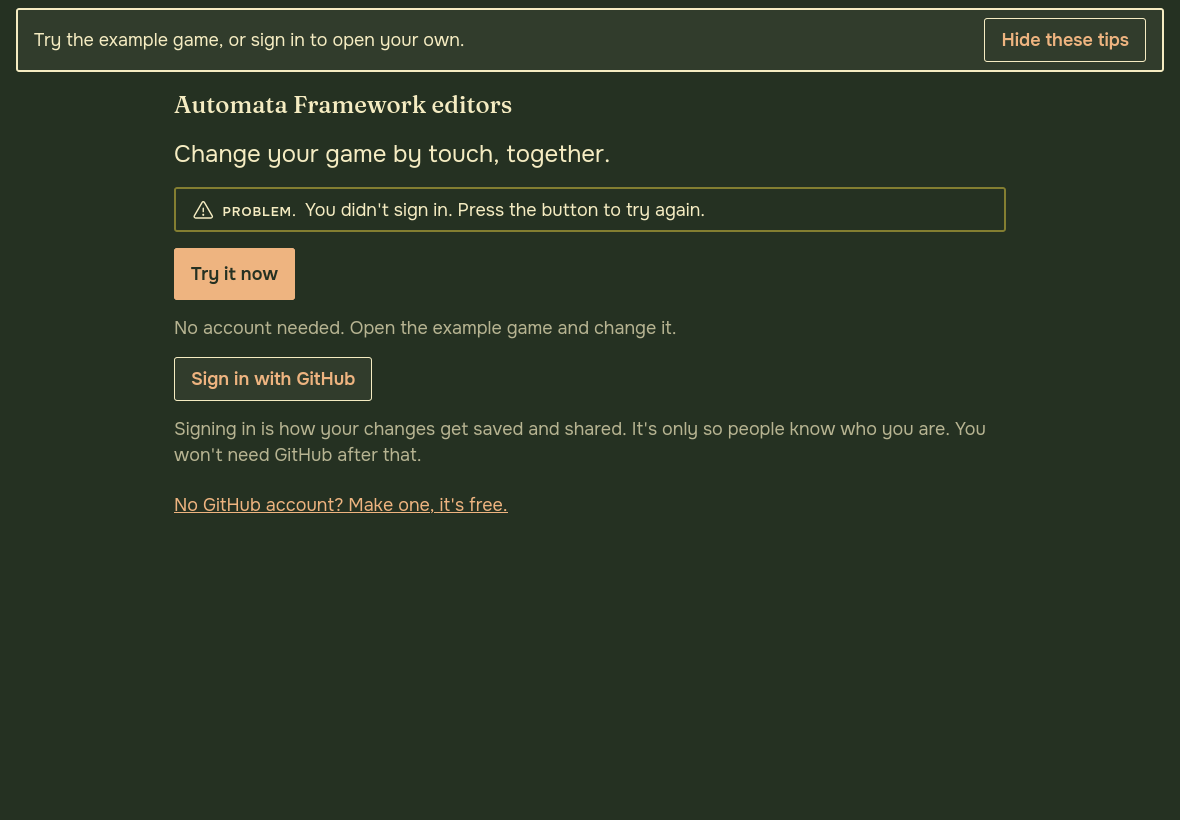 Try the example game, or sign in to open your own.
Hide these tips
Automata Framework editors
Change your game by touch, together.
PROBLEM. You didn't sign in. Press the button to try again.
Try it now
No account needed. Open the example game and change it.
Sign in with GitHub
Signing in is how your changes get saved and shared. It's only so people know who you are. You
won't need GitHub after that.
No GitHub account? Make one, it's free.